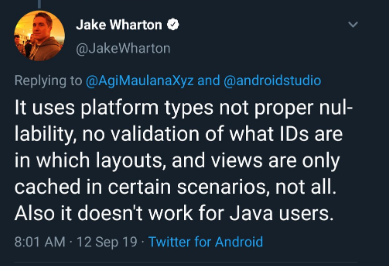 Jake Wharton
@JakeWharton
Replying to @AgiMaulanaXyz and @androidstudio
It uses platform types not proper nul-
lability, no validation of what IDs are
in which layouts, and views are only
cached in certain scenarios, not all.
Also it doesn't work for Java users.
8:01 AM · 12 Sep 19 · Twitter for Android